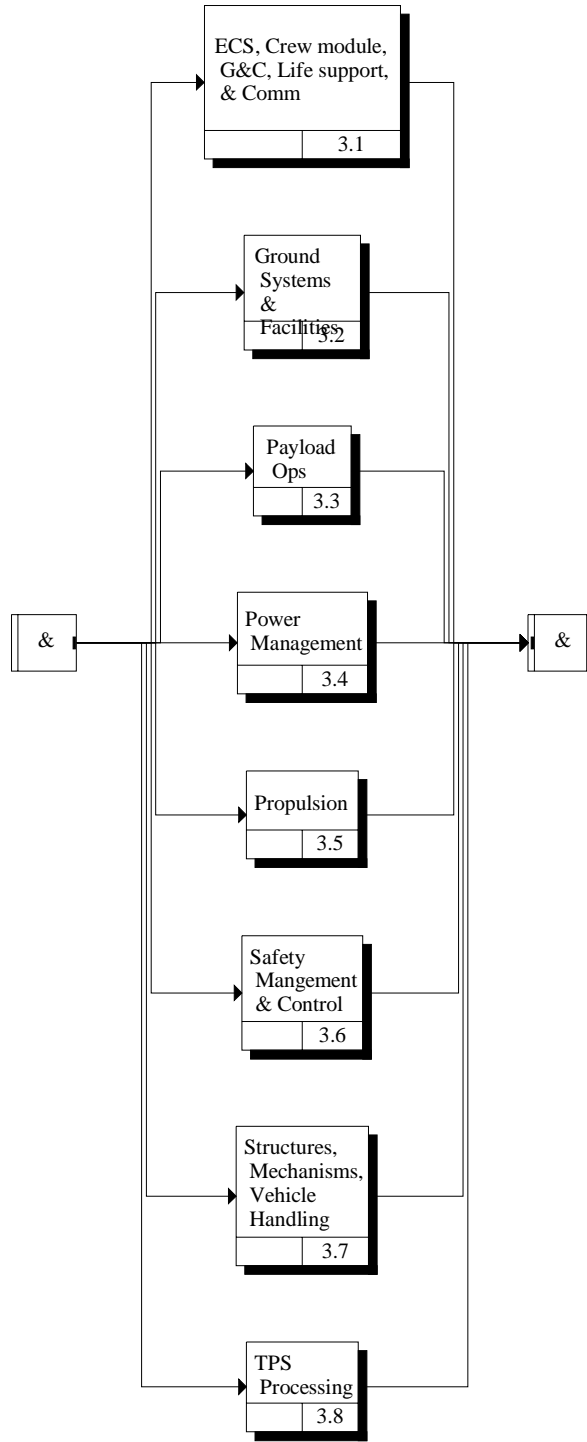 ECS, Crew module,
G&C, Life support,
& Comm
3.1
Ground
Systems
&
Facilities
3.2
Payload
Ops
3.3
&
Power
Management
3.4
&
Propulsion
3.5
Safety
Mangement
& Control
3.6
Structures,
Mechanisms,
Vehicle
Handling
3.7
TPS
Processing
3.8